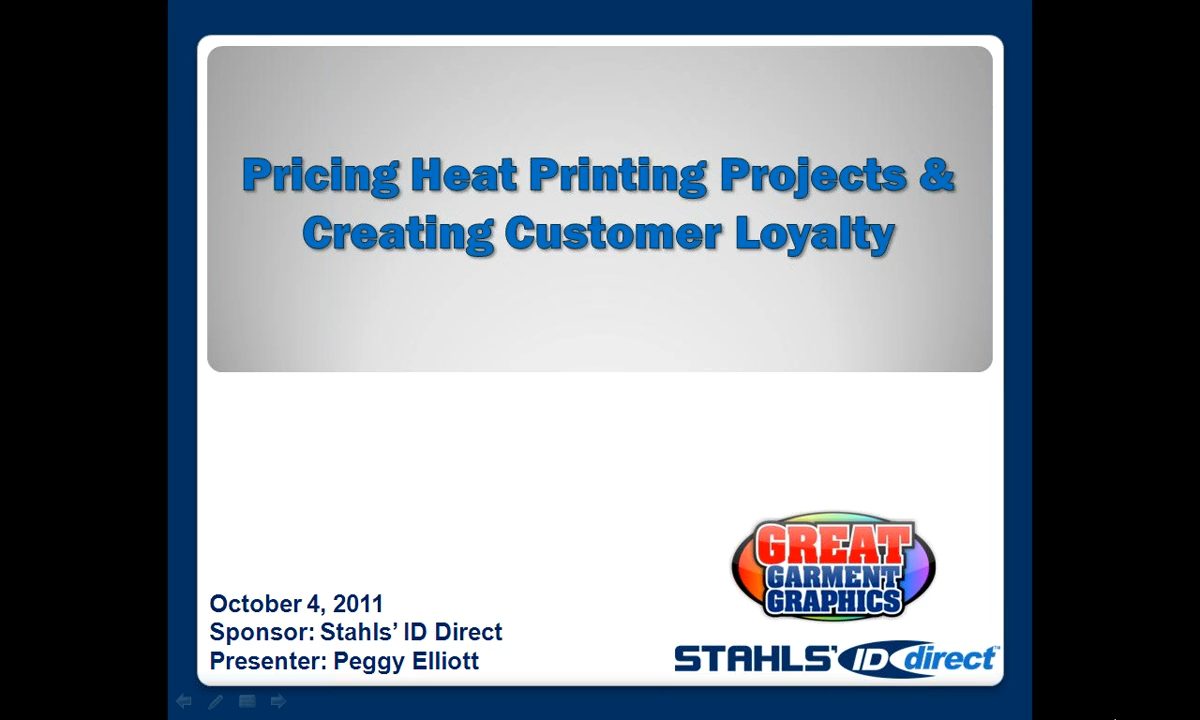 Pricing Heat Printing Projects &
Creating Customer Loyalty
GREAT
GARMENT
GRAPHICS
October 4, 2011
Sponsor: Stahls’ ID Direct
Presenter: Peggy Elliott
STAHLS' ID direct™